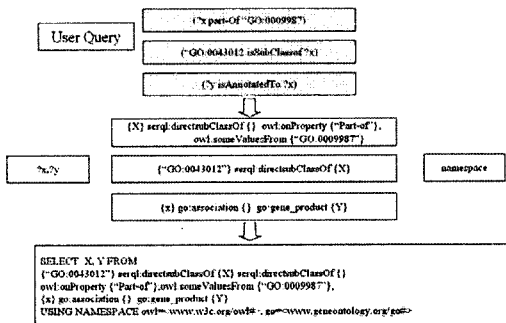 User Query
(?x part-Of "GO:0009987)
("GO:0043012 isSubClassof ?x)
(?y isAnnotatedTo ?x)
{X} serql:directsubClassOf {} owl:onProperty {"Part-of"},
owl:someValuesFrom {"GO:0009987"}
?x,?y
{"GO:0043012"} serql:directsubClassOf {X}
namespace
{x} go:association {} go:gene_product {Y}
SELECT X, Y FROM
{"GO:0043012"} serql:directsubClassOf {X} serql:directsubClassOf {}
owl:onProperty {"Part-of"},owl:someValuesFrom {"GO:0009987"},
{x} go:association {} go:gene_product {Y}
USING NAMESPACE owl=<www.w3c.org/owl#>, go=<www.geneontology.org/go#>